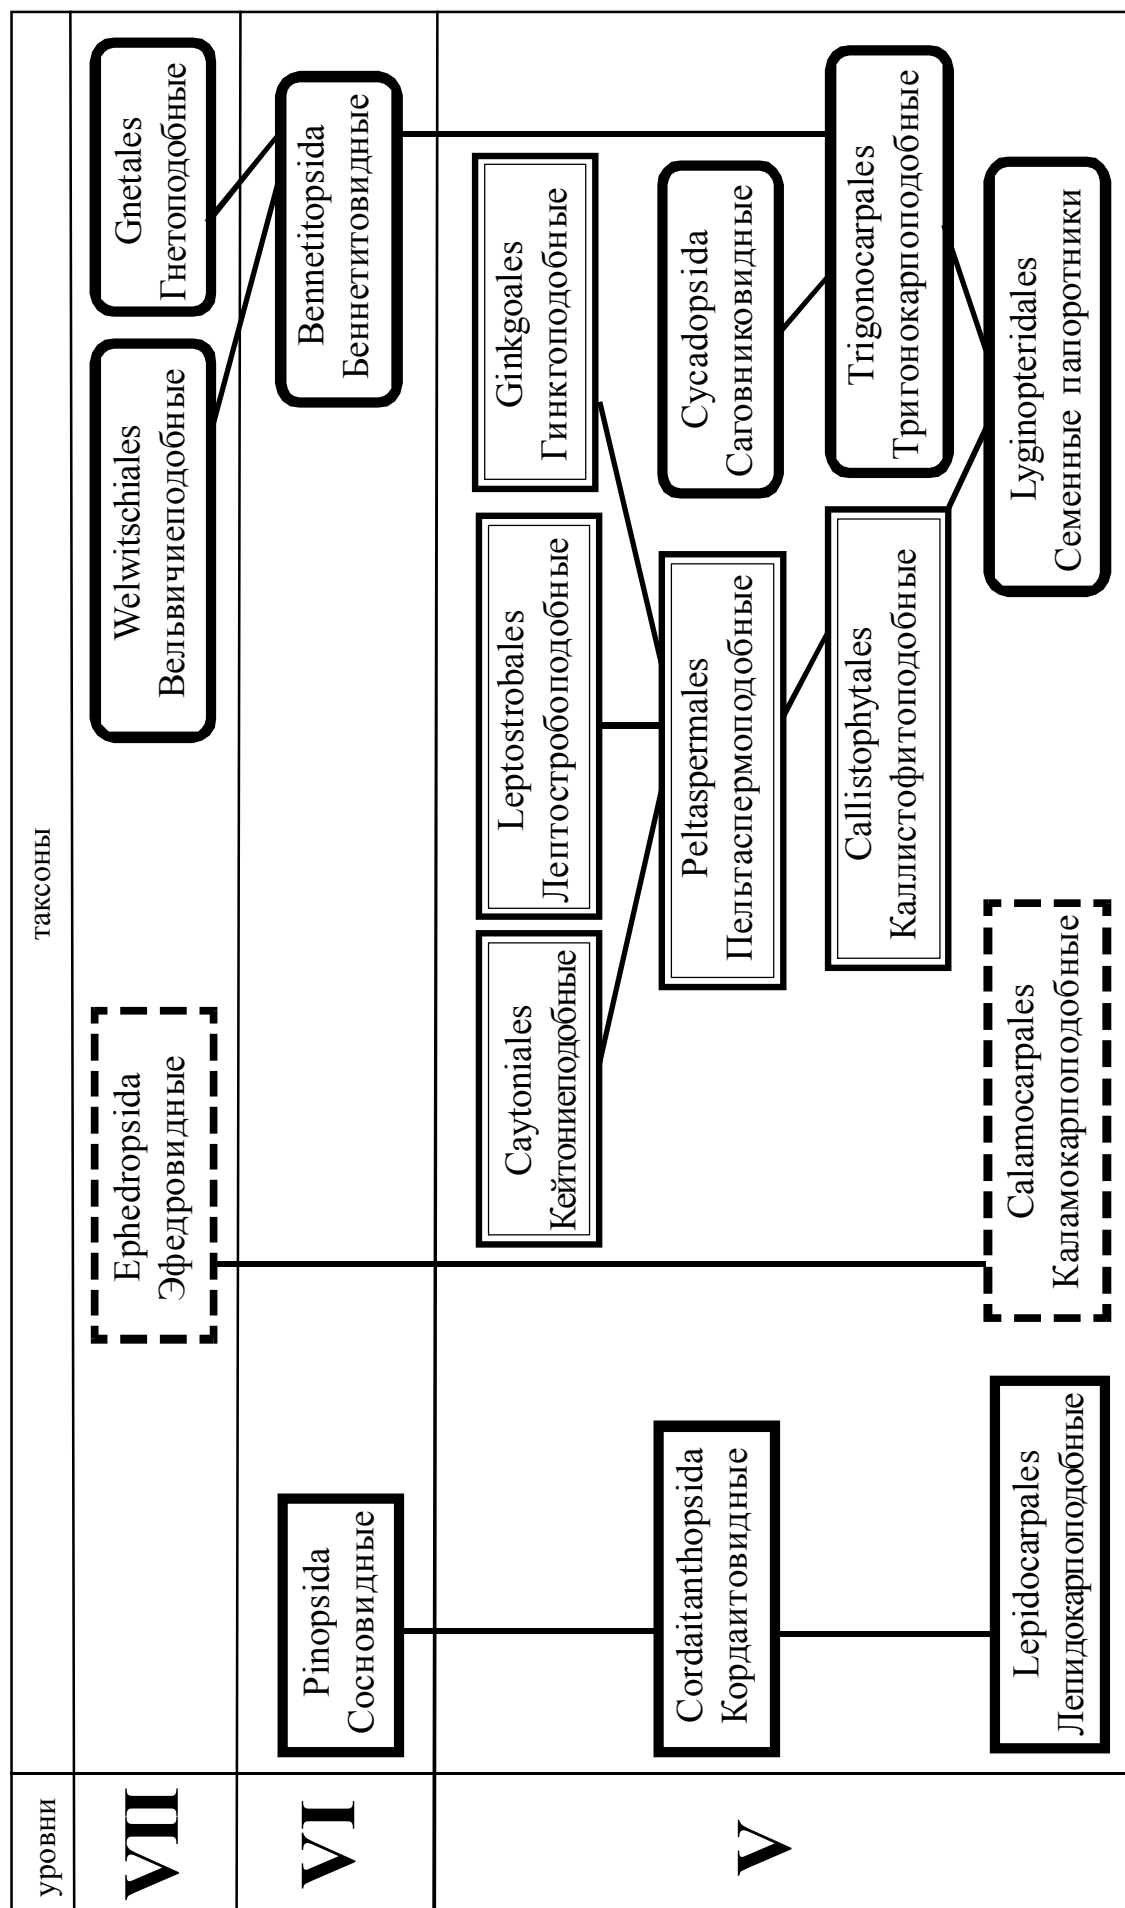 уровни
таксоны
VII
Ephedropsida
Эфедровидные
Welwitschiales
Вельвичиеподобные
Gnetales
Гнетоподобные
VI
Pinopsida
Сосновидные
Bennetitopsida
Беннетитовидные
V
Caytoniales
Кейтониеподобные
Leptostrobales
Лептостробоподобные
Ginkgoales
Гинкгоподобные
Cordaitanthopsida
Кордаитовидные
Peltaspermales
Пельтаспермоподобные
Cycadopsida
Саговниковидные
Callistophytales
Каллистофитоподобные
Trigonocarpales
Тригонокарпоподобные
Lepidocarpales
Лепидокарпоподобные
Calamocarpales
Каламокарпоподобные
Lyginopteridales
Семенные папоротники